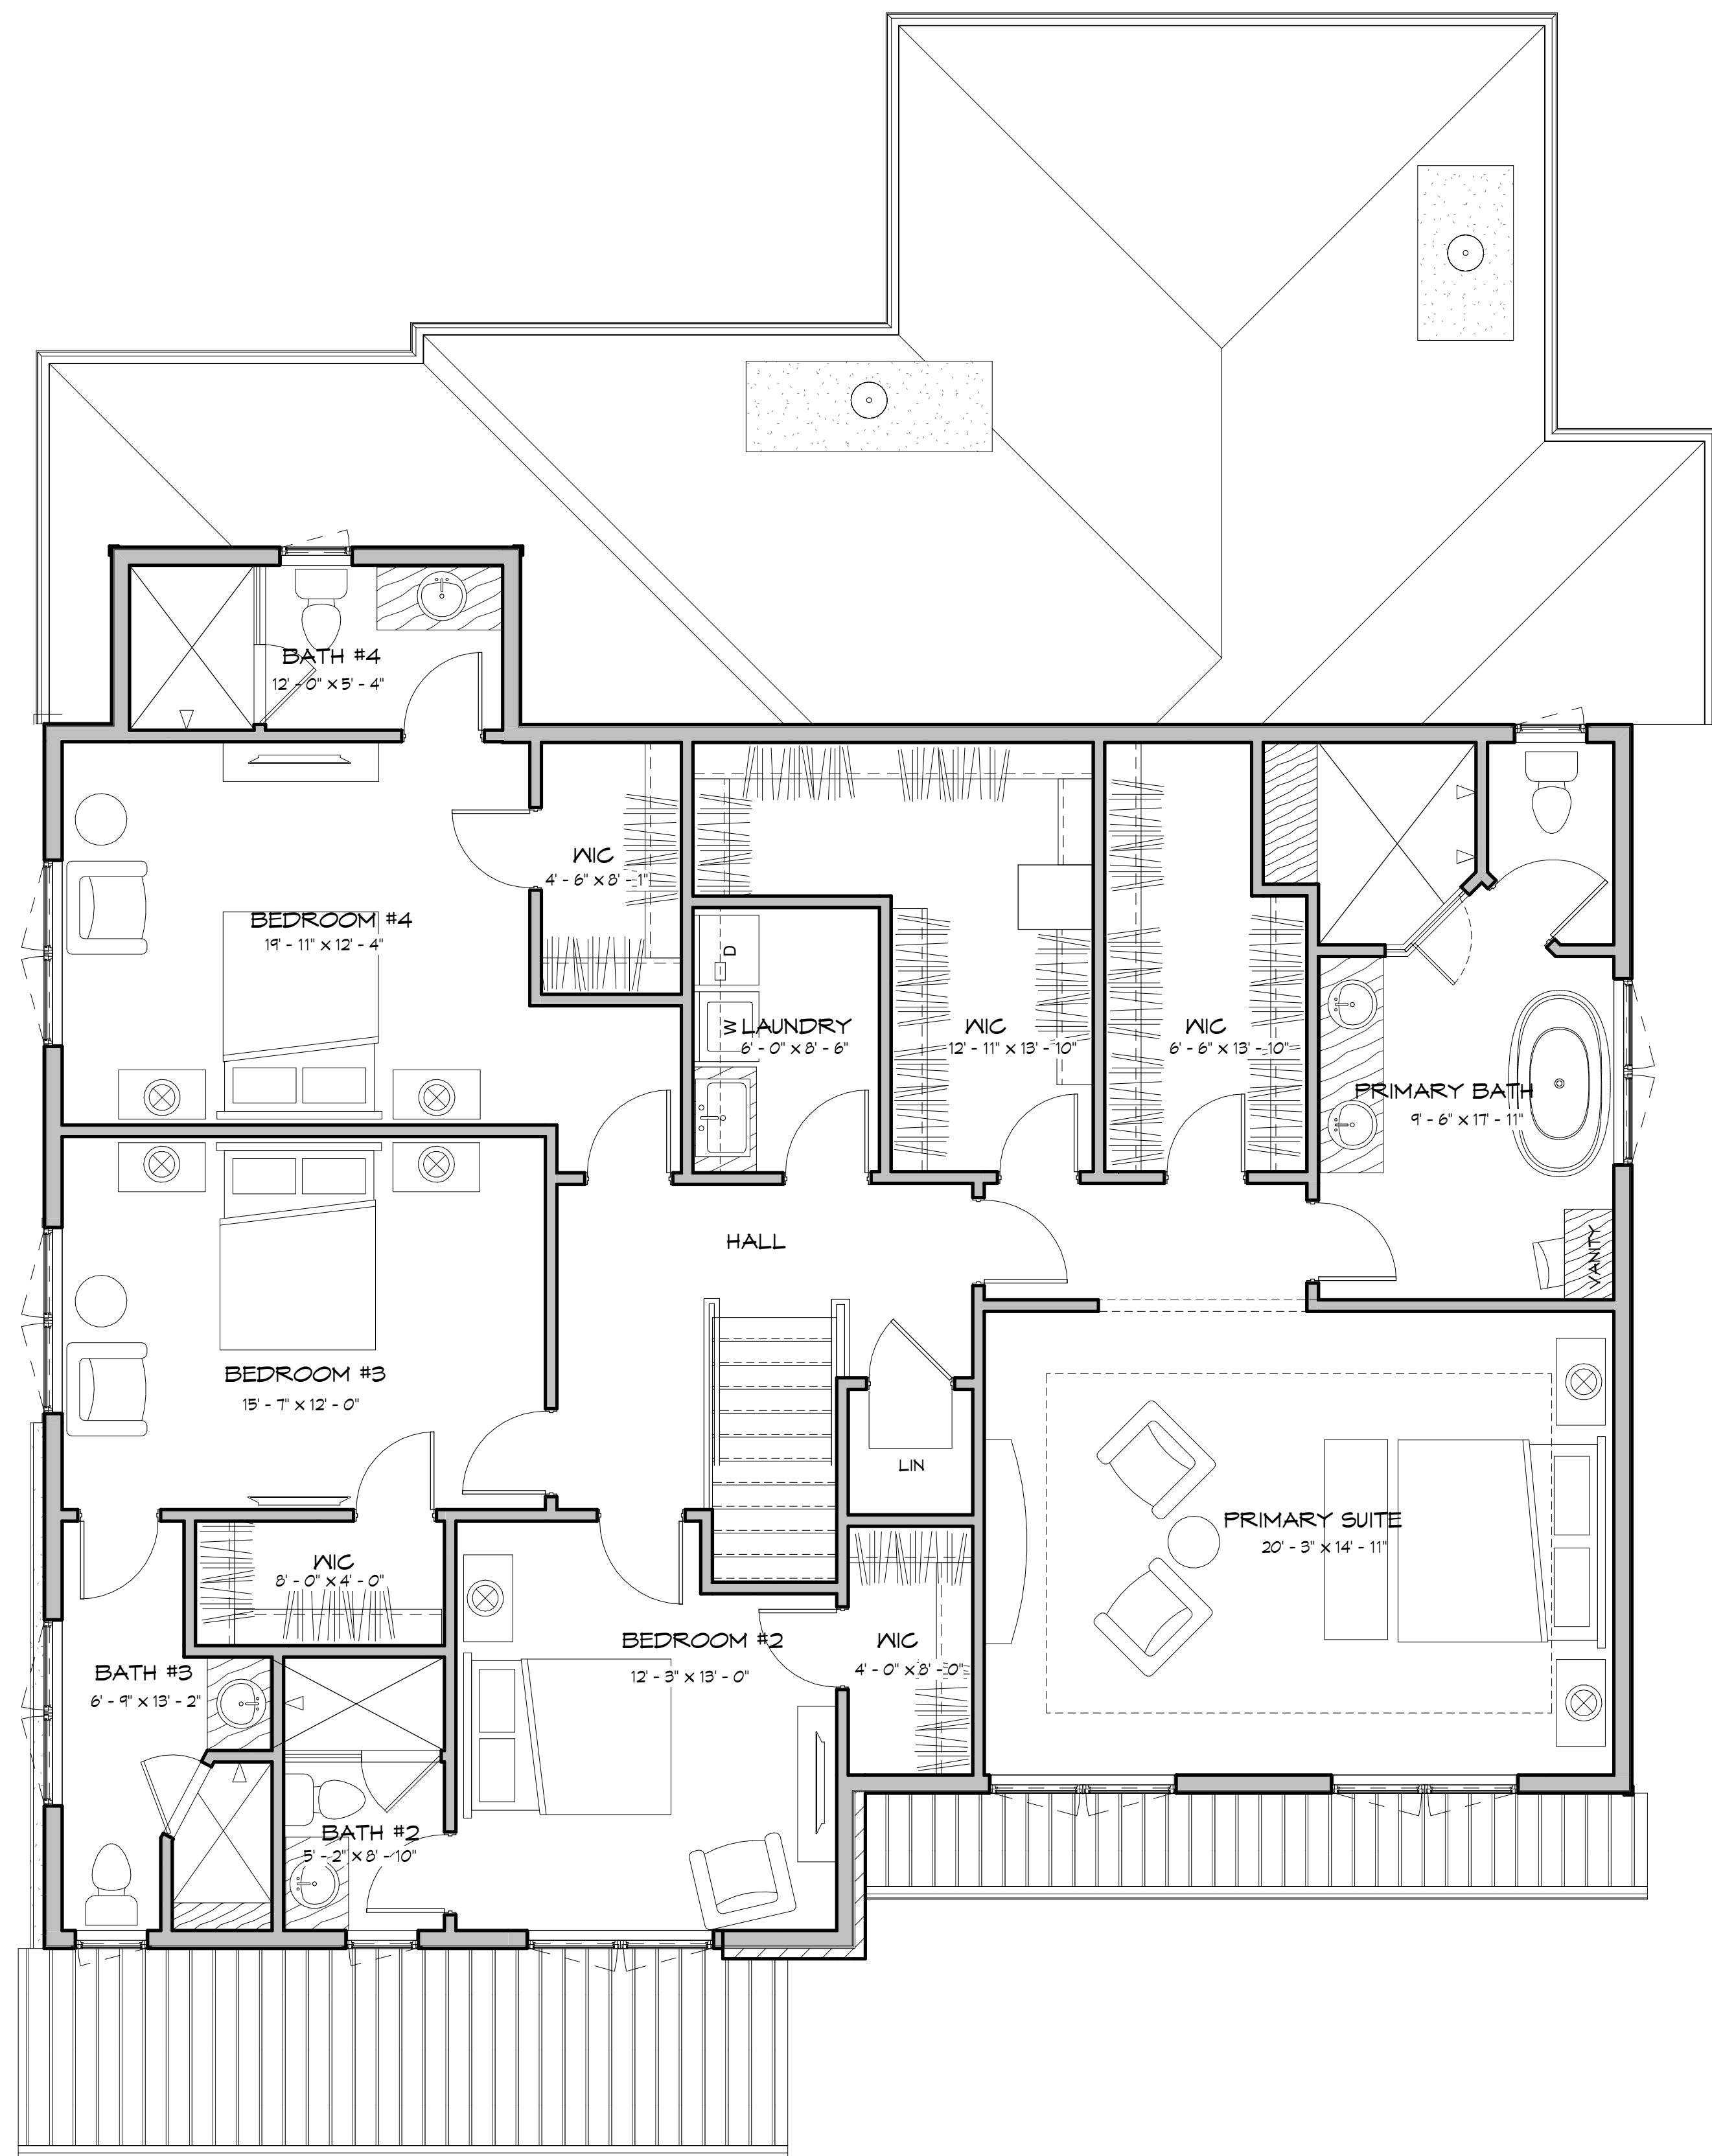 BATH #4
12' - 0" X 5' - 4"
WIC
4' - 6" X 8' - 1"
BEDROOM #4
19' - 11" X 12' - 4"
D
W
LAUNDRY
6' - 0" X 8' - 6"
WIC
12' - 11" X 13' - 10"
WIC
6' - 6" X 13' - 10"
PRIMARY BATH
9' - 6" X 17' - 11"
VANITY
HALL
BEDROOM #3
15' - 7" X 12' - 0"
LIN
PRIMARY SUITE
20' - 3" X 14' - 11"
WIC
8' - 0" X 4' - 0"
BEDROOM #2
12' - 3" X 13' - 0"
WIC
4' - 0" X 8' - 0"
BATH #3
6' - 9" X 13' - 2"
BATH #2
5' - 2" X 8' - 10"